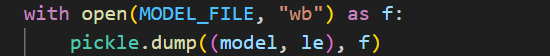 with open(MODEL_FILE, "wb") as f:
    pickle.dump((model, le), f)